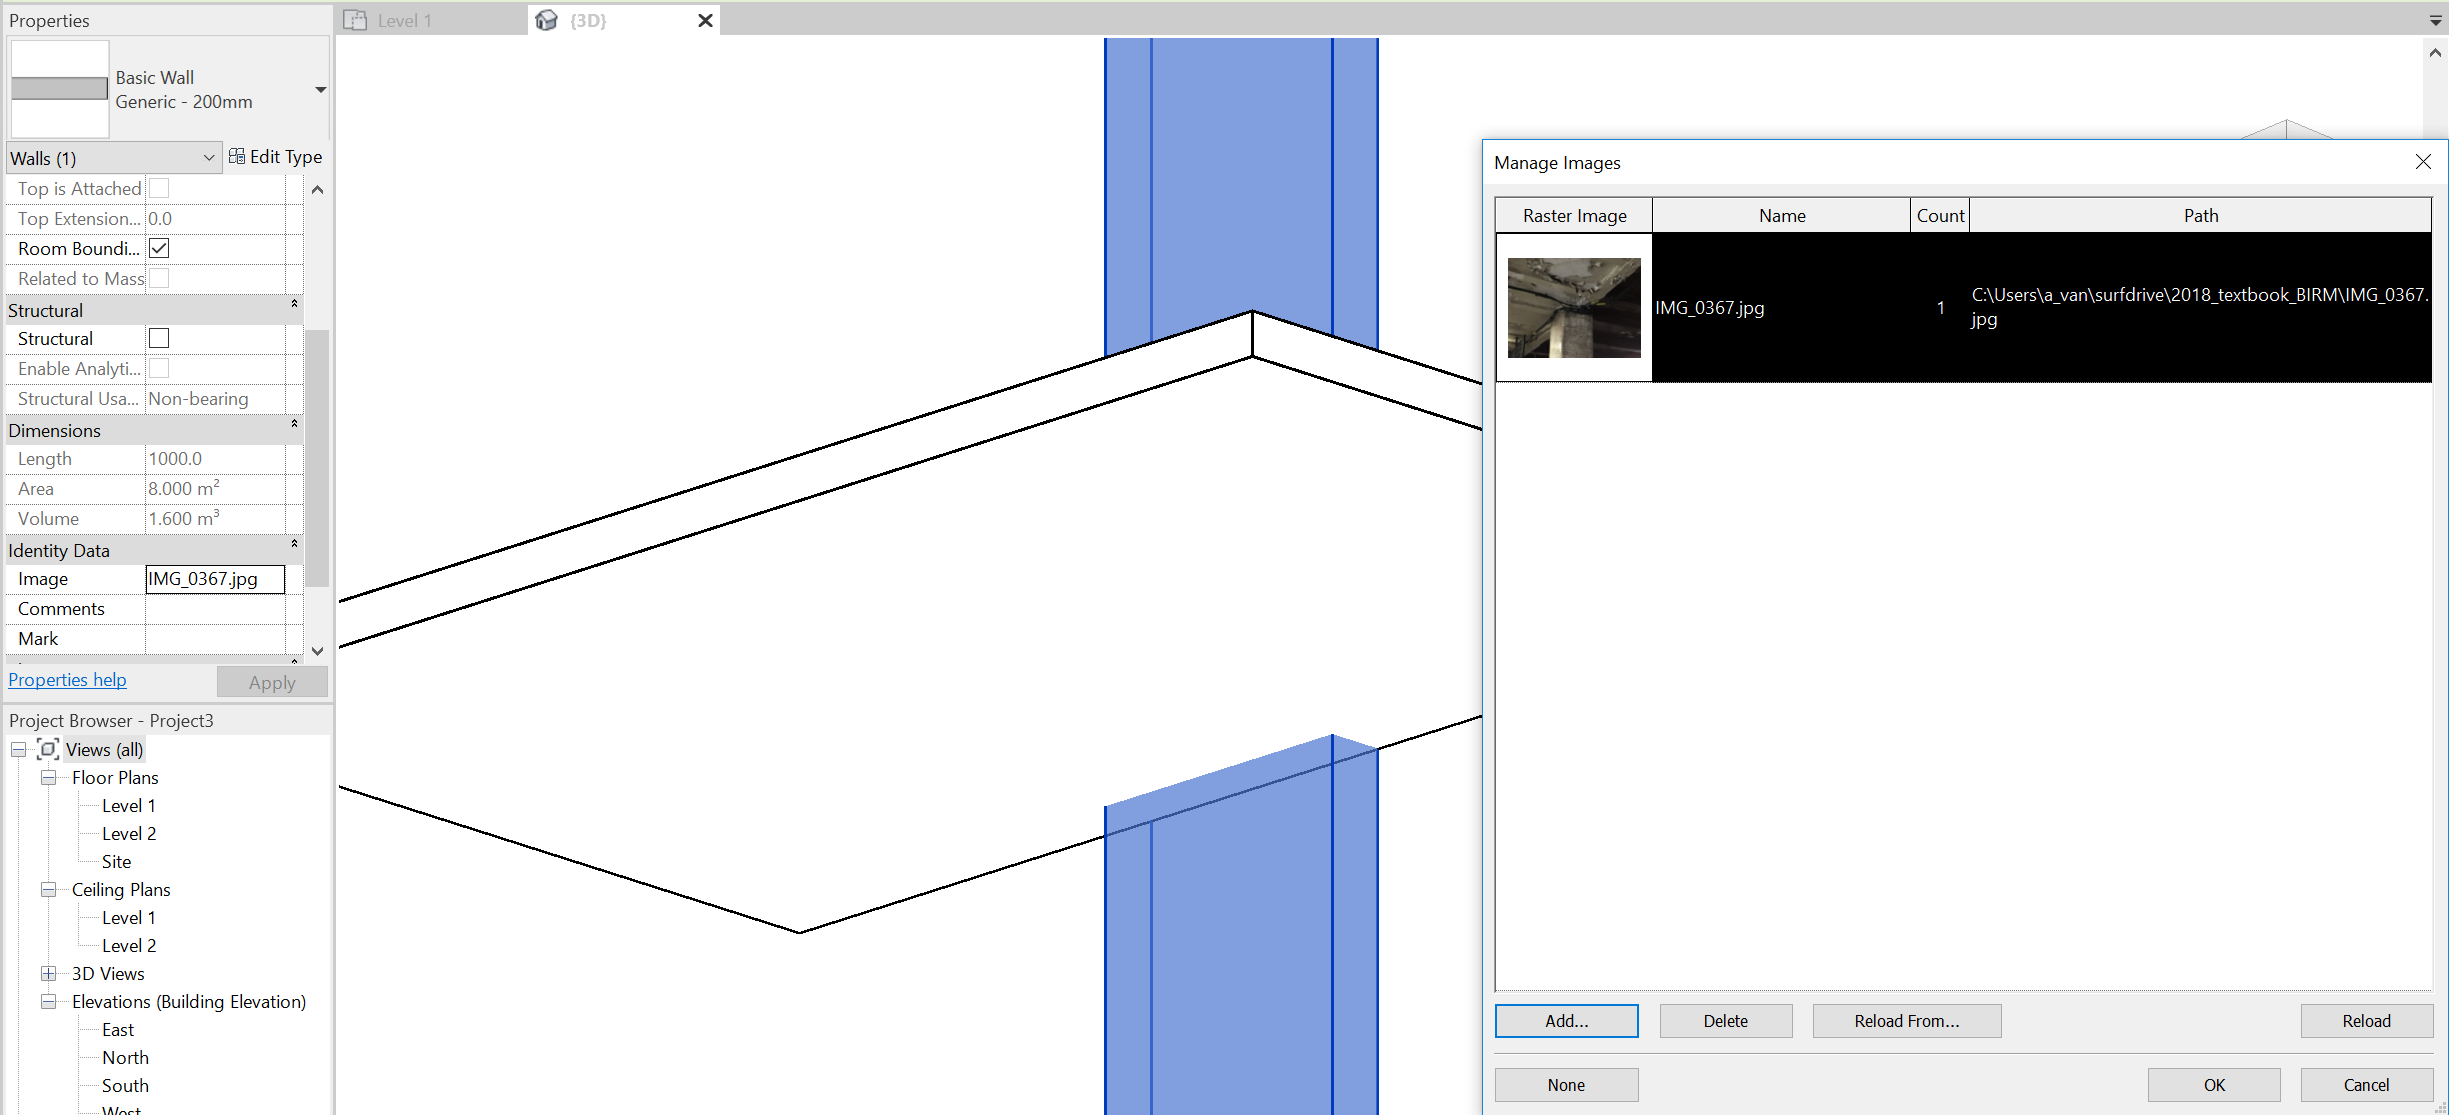 Properties
Level 1
{3D}
Basic Wall
Generic - 200mm
Walls (1)
Edit Type
Top is Attached
Top Extension... 0.0
Room Boundi...
Related to Mass
Structural
Structural
Enable Analyti...
Structural Usa... Non-bearing
Dimensions
Length 1000.0
Area 8.000 m²
Volume 1.600 m³
Identity Data
Image IMG_0367.jpg
Comments
Mark
Properties help
Apply
Project Browser - Project3
Views (all)
Floor Plans
Level 1
Level 2
Site
Ceiling Plans
Level 1
Level 2
3D Views
Elevations (Building Elevation)
East
North
South
West
Manage Images
Raster Image Name Count Path
IMG_0367.jpg 1 C:\Users\a_van\surfdrive\2018_textbook_BIRM\IMG_0367.
jpg
Add... Delete Reload From... Reload
None OK Cancel